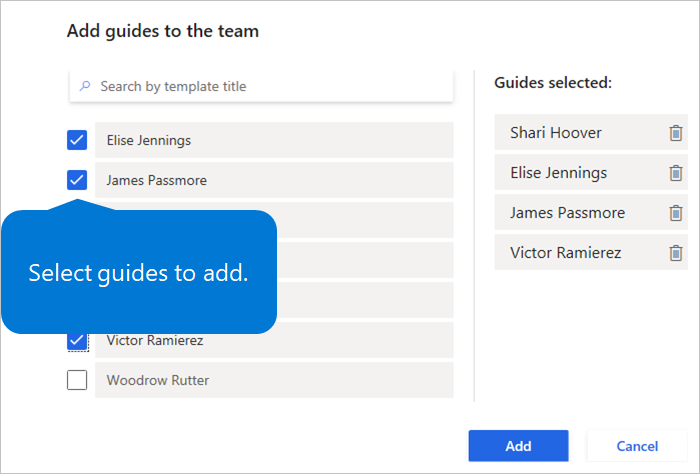 Add guides to the team
Search by template title
Elise Jennings
James Passmore
Select guides to add.
Victor Ramierez
Woodrow Rutter
Guides selected:
Shari Hoover
Elise Jennings
James Passmore
Victor Ramierez
Add
Cancel